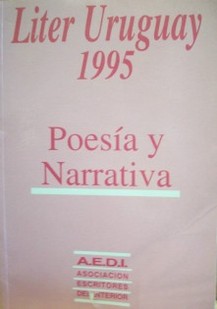 Liter Uruguay
1995
Poesía y
Narrativa
A.E.D.I.
ASOCIACION
ESCRITORES
DEL INTERIOR